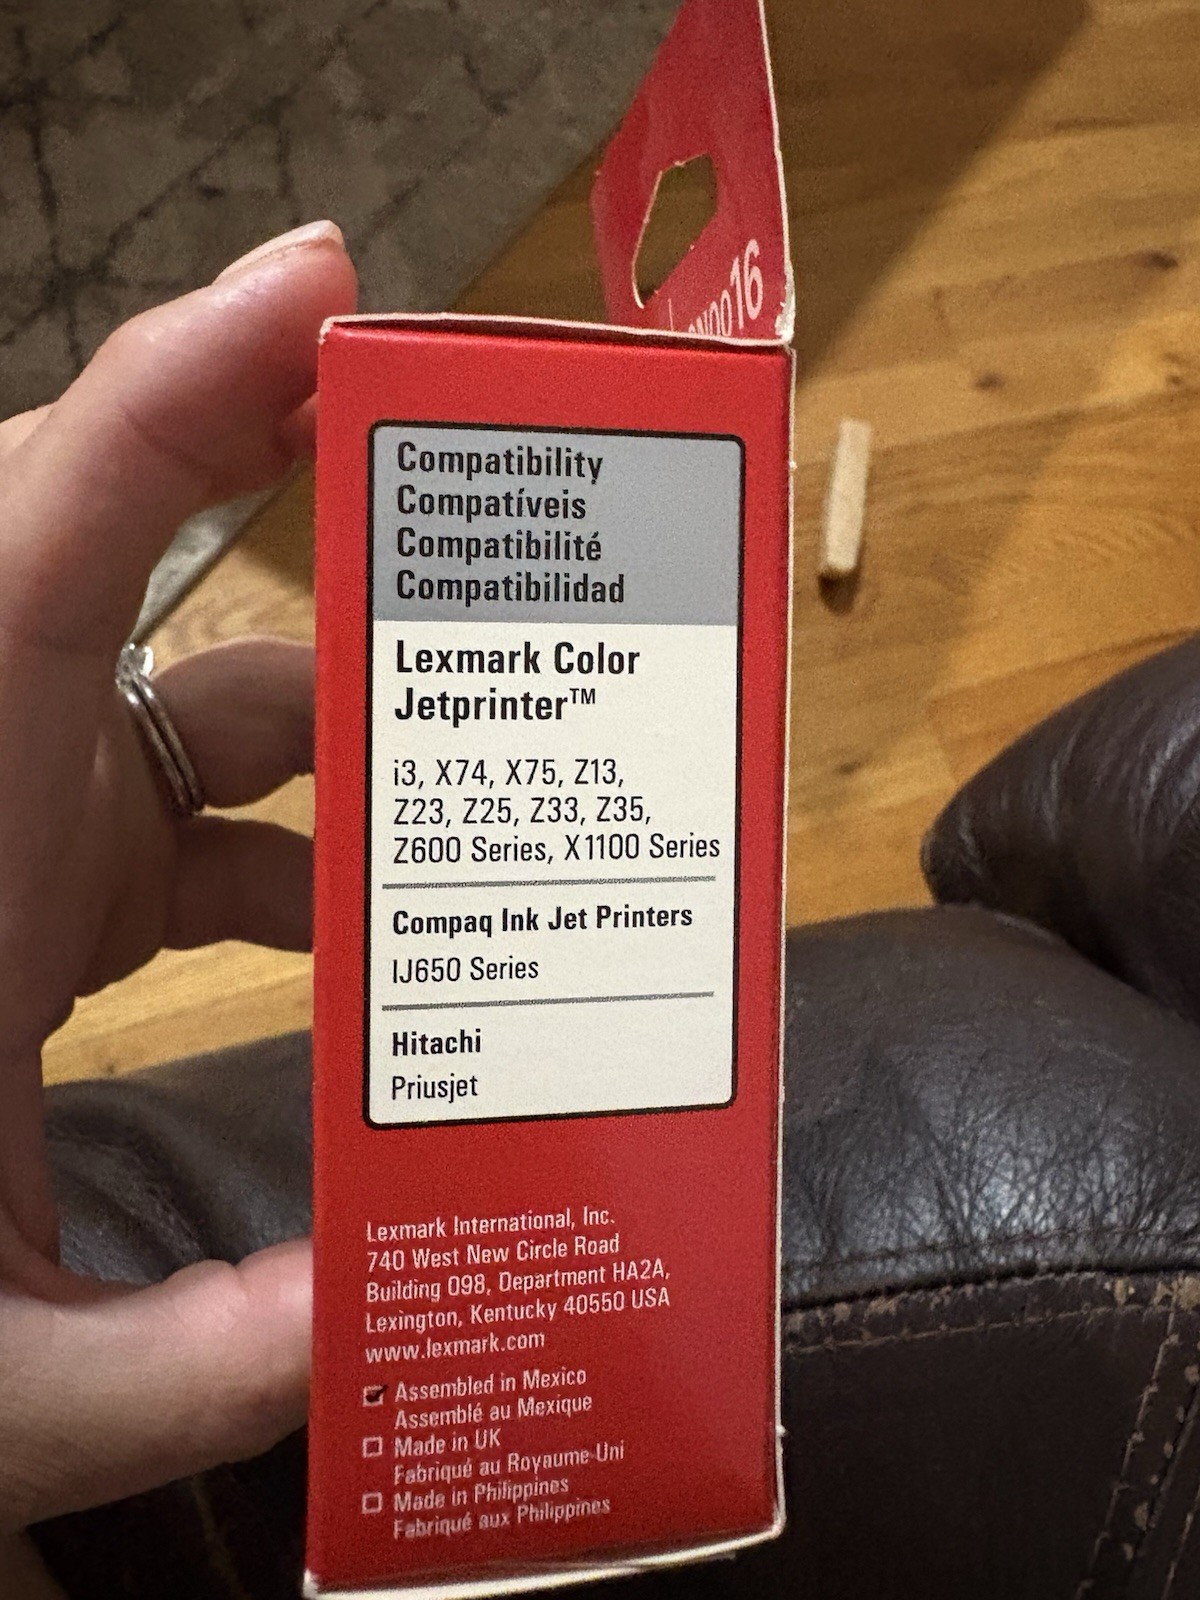 16
Compatibility
Compatíveis
Compatibilité
Compatibilidad
Lexmark Color
Jetprinter™
i3, X74, X75, Z13,
Z23, Z25, Z33, Z35,
Z600 Series, X1100 Series
Compaq Ink Jet Printers
IJ650 Series
Hitachi
Priusjet
Lexmark International, Inc.
740 West New Circle Road
Building 098, Department HA2A,
Lexington, Kentucky 40550 USA
www.lexmark.com
Assembled in Mexico
Assemblé au Mexique
Made in UK
Fabriqué au Royaume-Uni
Made in Philippines
Fabriqué aux Philippines